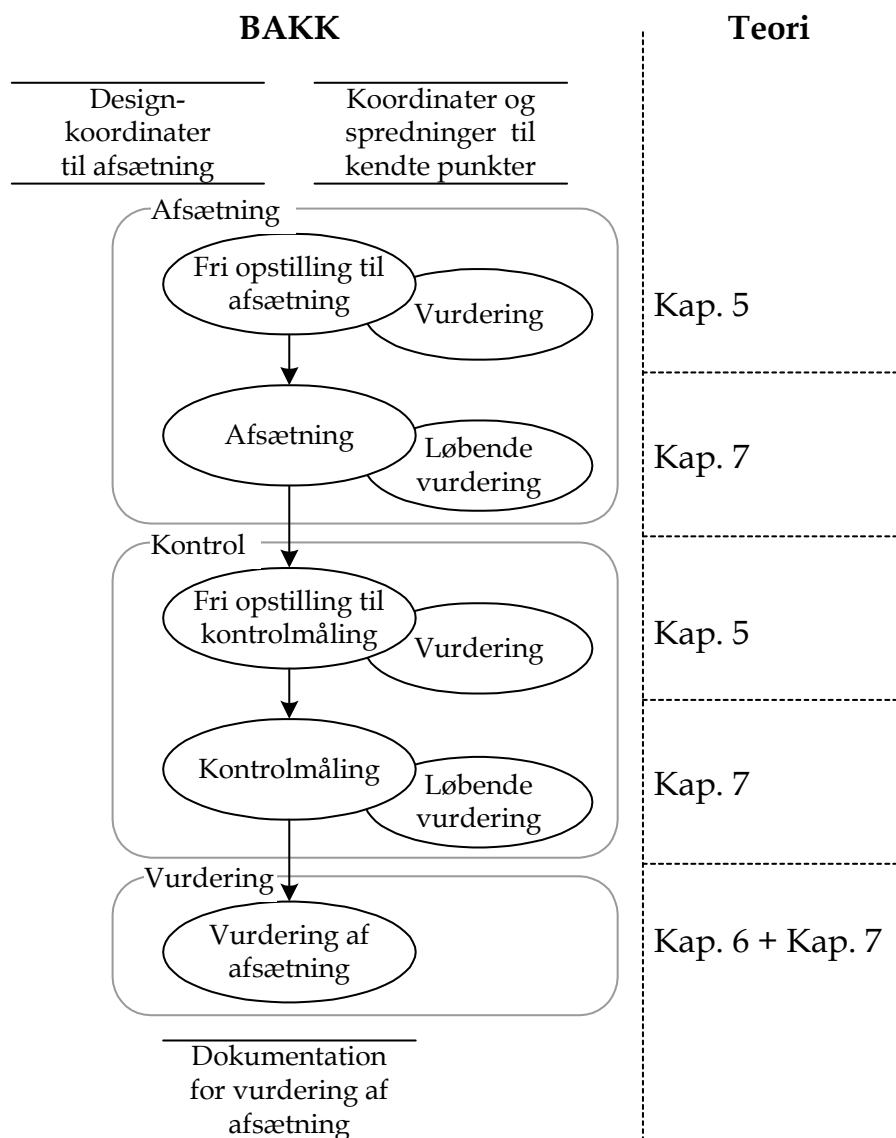 BAKK
Teori
Design-
koordinater
til afsætning
Koordinater og
spredninger til
kendte punkter
Afsætning
Fri opstilling til
afsætning
Vurdering
Kap. 5
Afsætning
Løbende
vurdering
Kap. 7
Kontrol
Fri opstilling til
kontrolmåling
Vurdering
Kap. 5
Kontrolmåling
Løbende
vurdering
Kap. 7
Vurdering
Vurdering af
afsætning
Kap. 6 + Kap. 7
Dokumentation
for vurdering af
afsætning